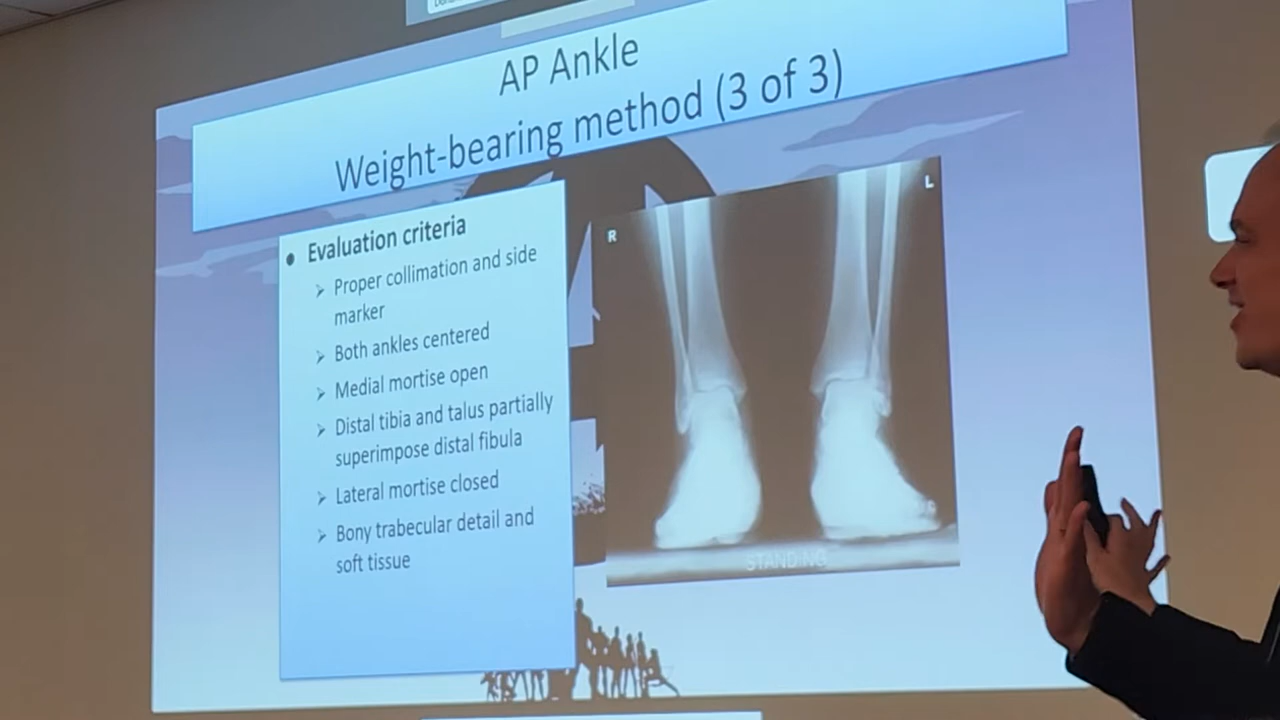 AP Ankle
Weight-bearing method (3 of 3)
• Evaluation criteria
➢ Proper collimation and side
marker
➢ Both ankles centered
➢ Medial mortise open
➢ Distal tibia and talus partially
superimpose distal fibula
➢ Lateral mortise closed
➢ Bony trabecular detail and
soft tissue
R
L
STANDING